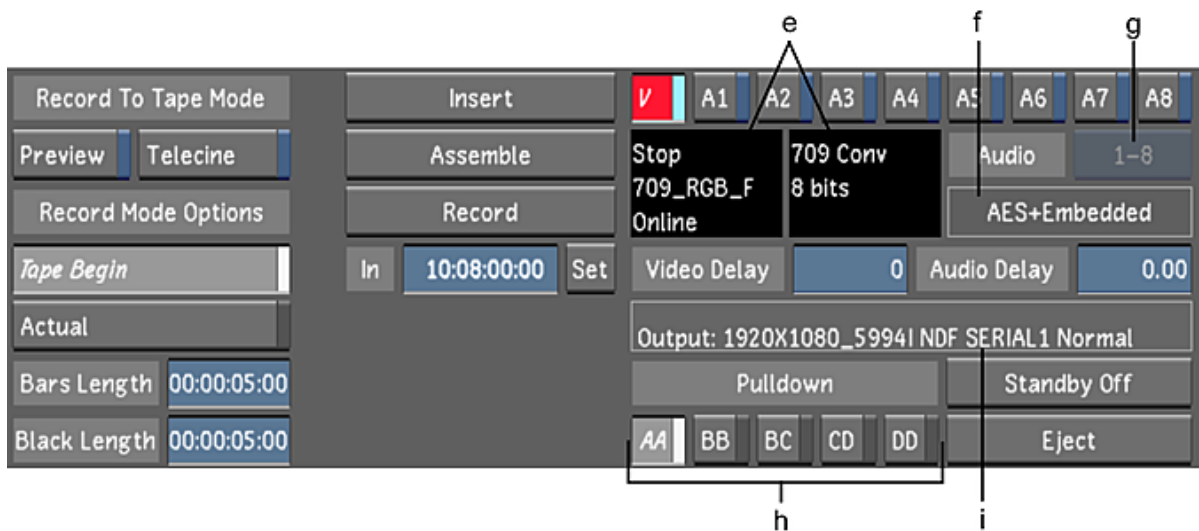 e f g
Record To Tape Mode Insert V A1 A2 A3 A4 A5 A6 A7 A8
Preview Telecine Assemble Stop 709 Conv Audio 1-8
709_RGB_F 8 bits
Record Mode Options Record Online AES+Embedded
Tape Begin In 10:08:00:00 Set Video Delay 0 Audio Delay 0.00
Actual Output: 1920X1080_5994I NDF SERIAL1 Normal
Bars Length 00:00:05:00 Pulldown Standby Off
Black Length 00:00:05:00 AA BB BC CD DD Eject
h i